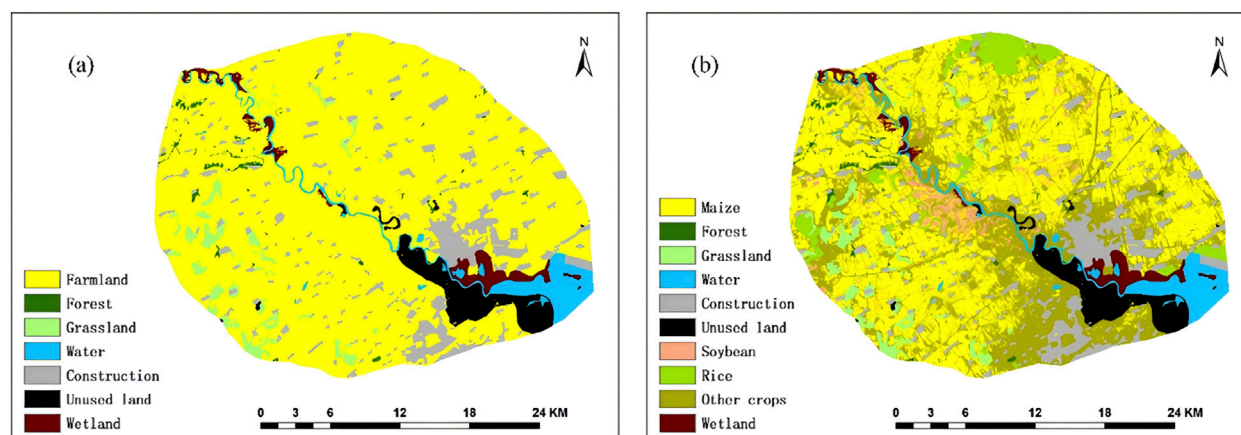 (a)
N
Farmland
Forest
Grassland
Water
Construction
Unused land
Wetland
0 3 6 12 18 24 KM
(b)
N
Maize
Forest
Grassland
Water
Construction
Unused land
Soybean
Rice
Other crops
Wetland
0 3 6 12 18 24 KM